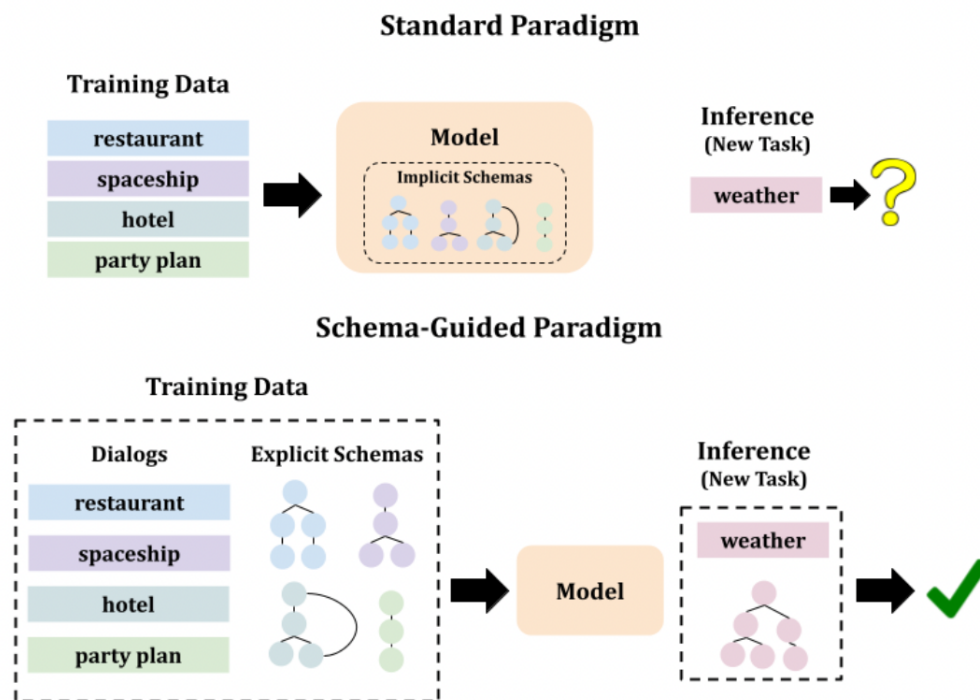 Standard Paradigm
Training Data
restaurant
spaceship
hotel
party plan
Model
Implicit Schemas
Inference
(New Task)
weather
?
Schema-Guided Paradigm
Training Data
Dialogs
Explicit Schemas
restaurant
spaceship
hotel
party plan
Model
Inference
(New Task)
weather